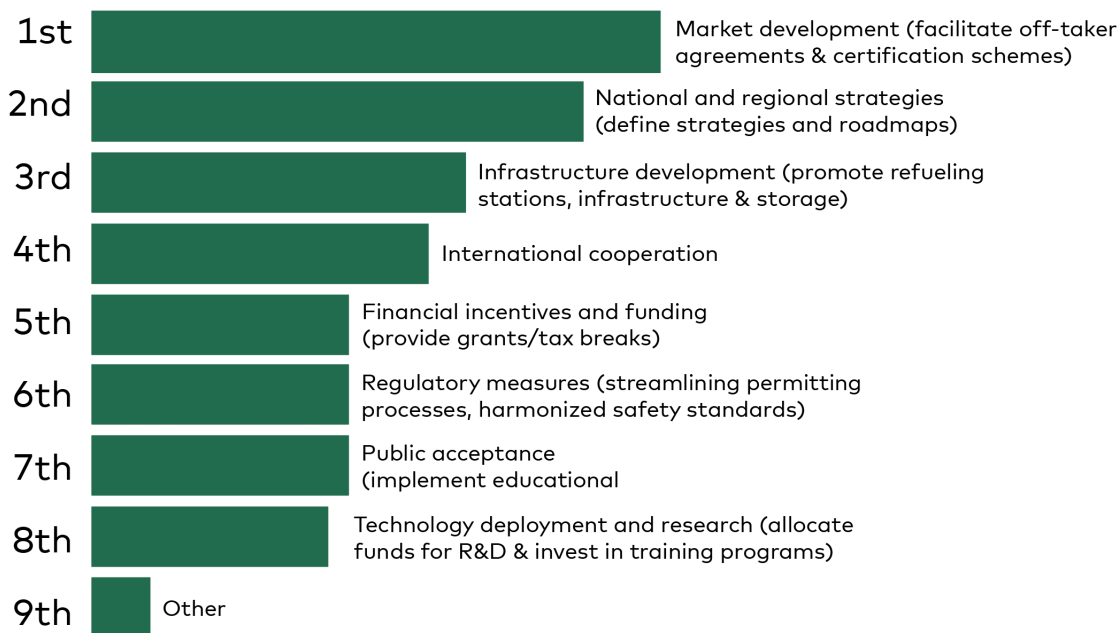 1st
Market development (facilitate off-taker
agreements & certification schemes)
2nd
National and regional strategies
(define strategies and roadmaps)
3rd
Infrastructure development (promote refueling
stations, infrastructure & storage)
4th
International cooperation
5th
Financial incentives and funding
(provide grants/tax breaks)
6th
Regulatory measures (streamlining permitting
processes, harmonized safety standards)
7th
Public acceptance
(implement educational
8th
Technology deployment and research (allocate
funds for R&D & invest in training programs)
9th
Other